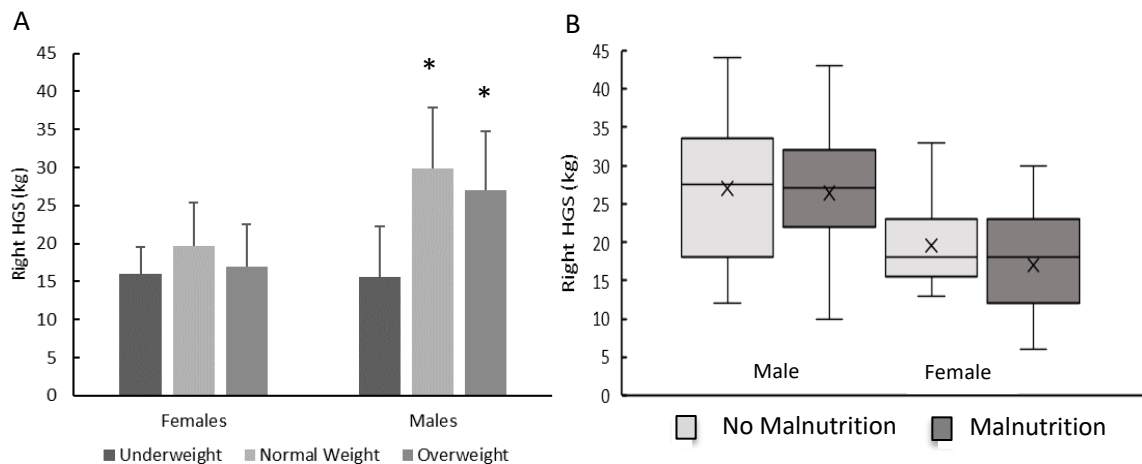 A
Right HGS (kg)
45
40
35
30
25
20
15
10
5
0
*
*
Females
Males
Underweight
Normal Weight
Overweight
B
Right HGS (kg)
45
40
35
30
25
20
15
10
5
0
Male
Female
No Malnutrition
Malnutrition